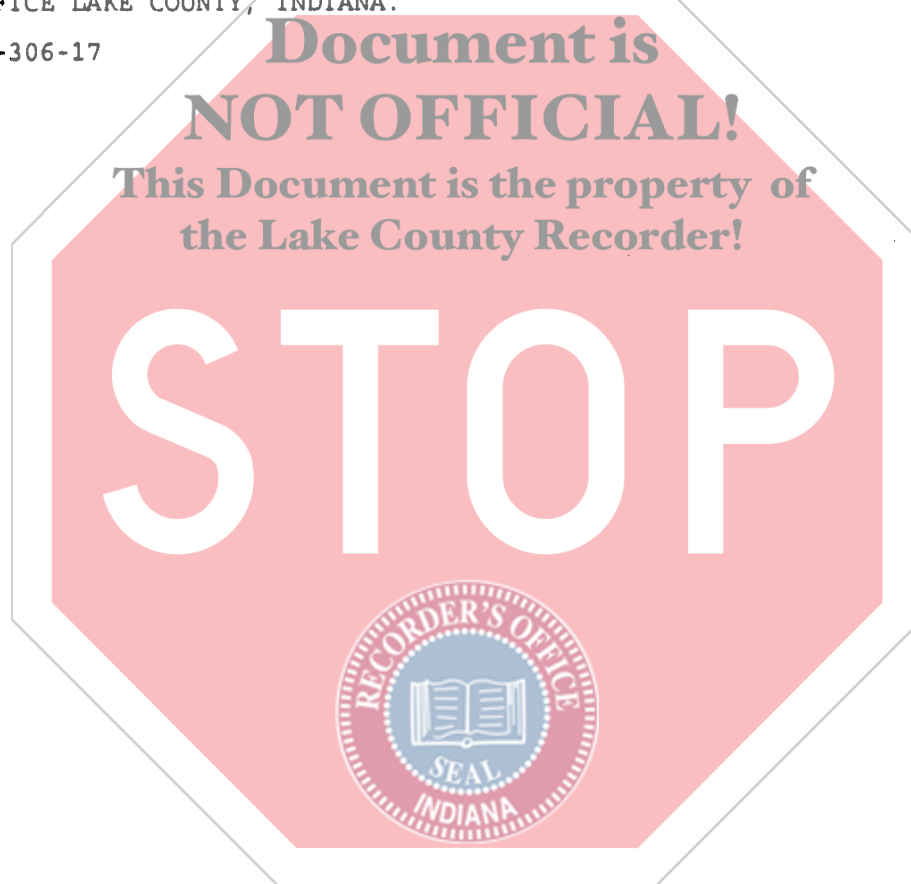 FICE LAKE COUNTY, INDIANA.
-306-17
Document is
NOT OFFICIAL!
This Document is the property of
the Lake County Recorder!
STOP
RECORDER'S OFFICE
SEAL
INDIANA